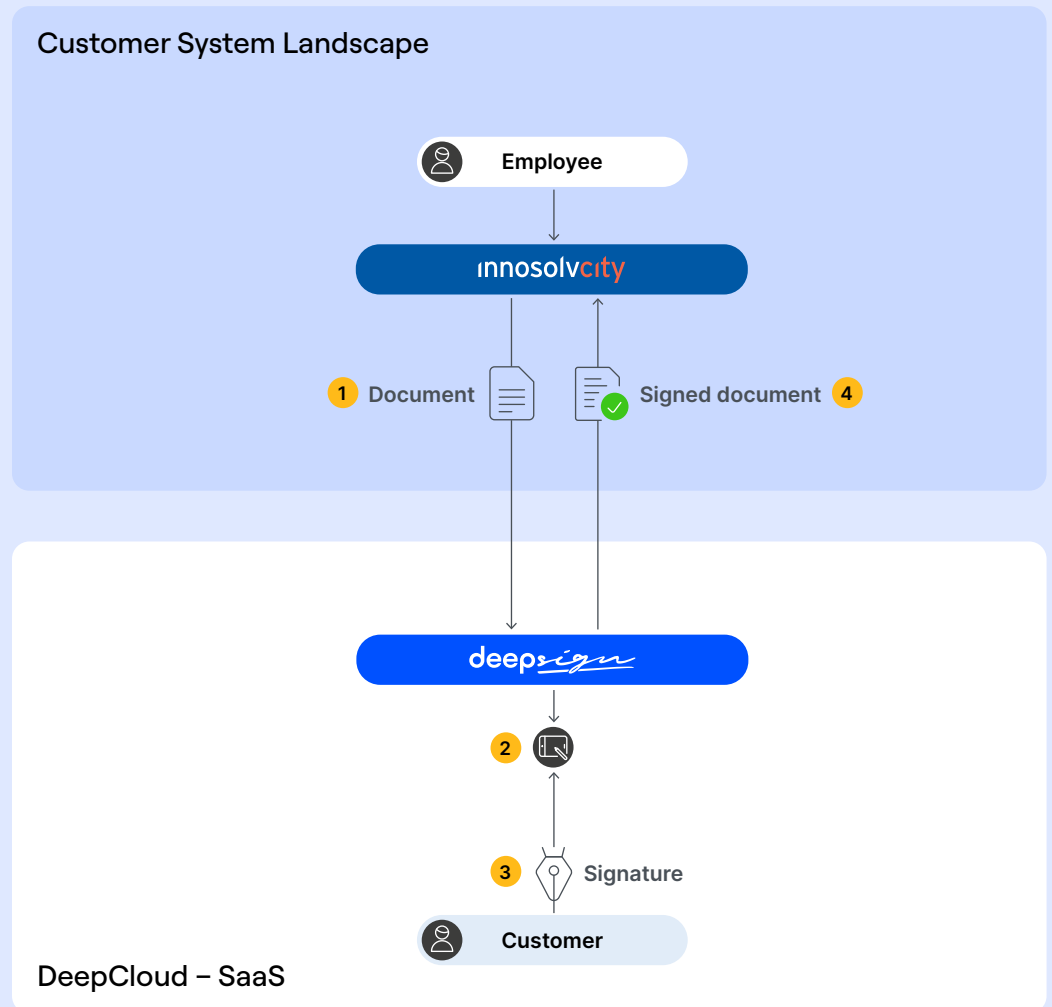 Customer System Landscape
Employee
innosolvcity
1 Document
Signed document 4
deepsign
2
3 Signature
Customer
DeepCloud – SaaS